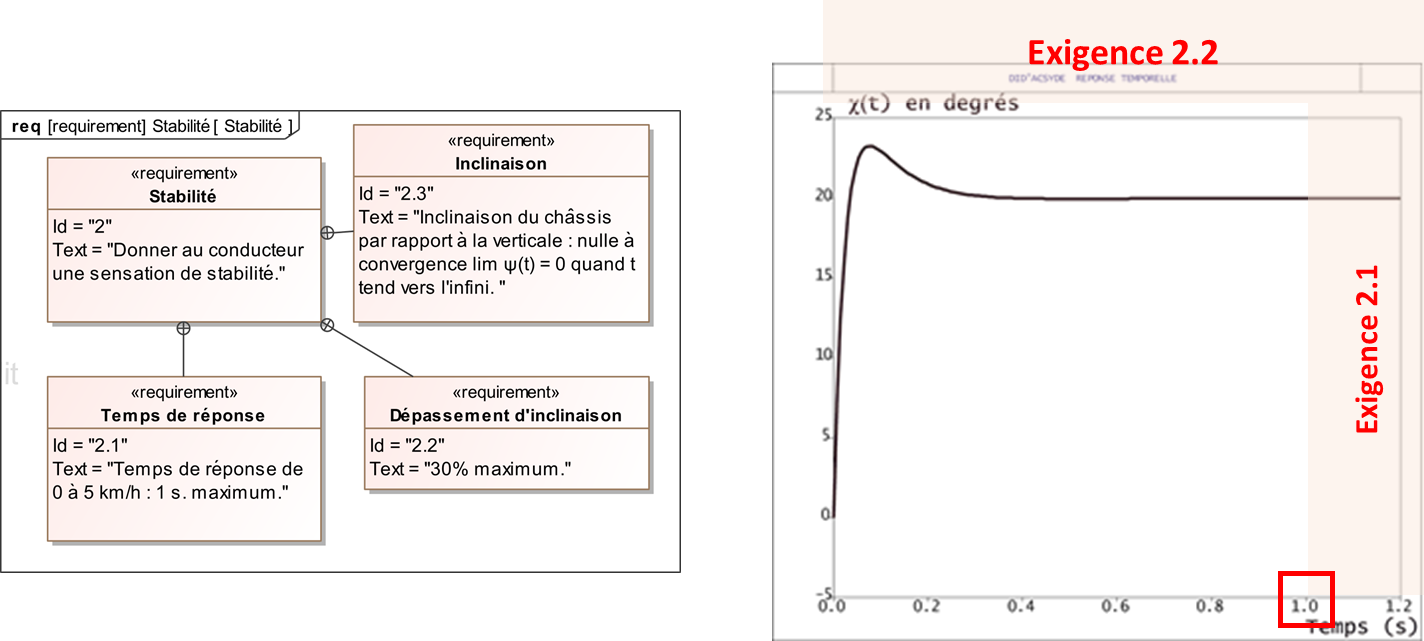 req [requirement] Stabilité [ Stabilité ]
«requirement»
Stabilité
Id = "2"
Text = "Donner au conducteur
une sensation de stabilité."
«requirement»
Inclinaison
Id = "2.3"
Text = "Inclinaison du châssis
par rapport à la verticale : nulle à
convergence lim ψ(t) = 0 quand t
tend vers l'infini. "
it
«requirement»
Temps de réponse
Id = "2.1"
Text = "Temps de réponse de
0 à 5 km/h : 1 s. maximum."
«requirement»
Dépassement d'inclinaison
Id = "2.2"
Text = "30% maximum."
Exigence 2.2
DID'ACSYDE REPONSE TEMPORELLE
χ(t) en degrés
25
20
15
10
5
0
-5
0.0 0.2 0.4 0.6 0.8 1.0 1.2
Temps (s)
Exigence 2.1